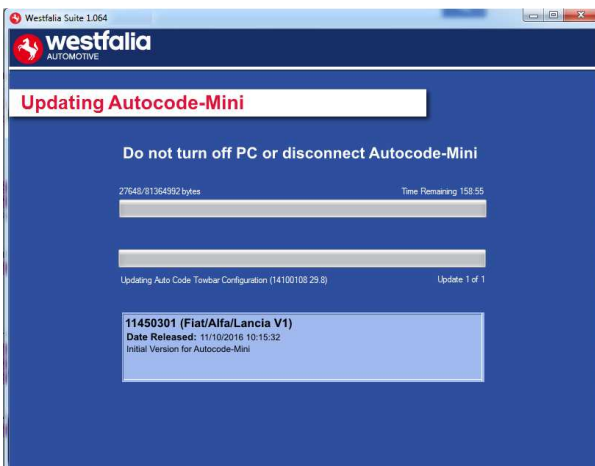 Westfalia Suite 1.064
westfalia
AUTOMOTIVE
Updating Autocode-Mini
Do not turn off PC or disconnect Autocode-Mini
27648/81364992 bytes Time Remaining 158:55
Updating Auto Code Towbar Configuration (14100108 29.8) Update 1 of 1
11450301 (Fiat/Alfa/Lancia V1)
Date Released: 11/10/2016 10:15:32
Initial Version for Autocode-Mini